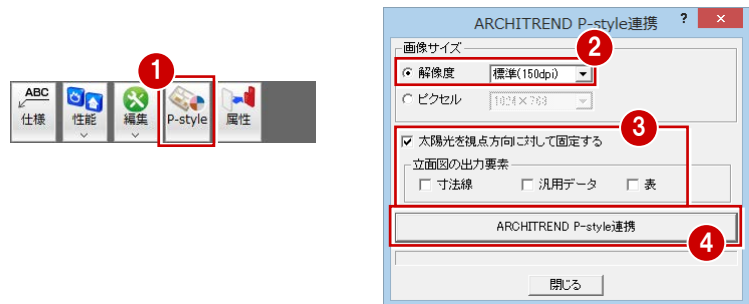 1
ABC
仕様
性能
編集
P-style
属性
ARCHITREND P-style連携
?
×
画像サイズ
2
解像度
標準(150dpi)
ピクセル
1024×768
3
太陽光を視点方向に対して固定する
立面図の出力要素
寸法線
汎用データ
表
ARCHITREND P-style連携
4
閉じる